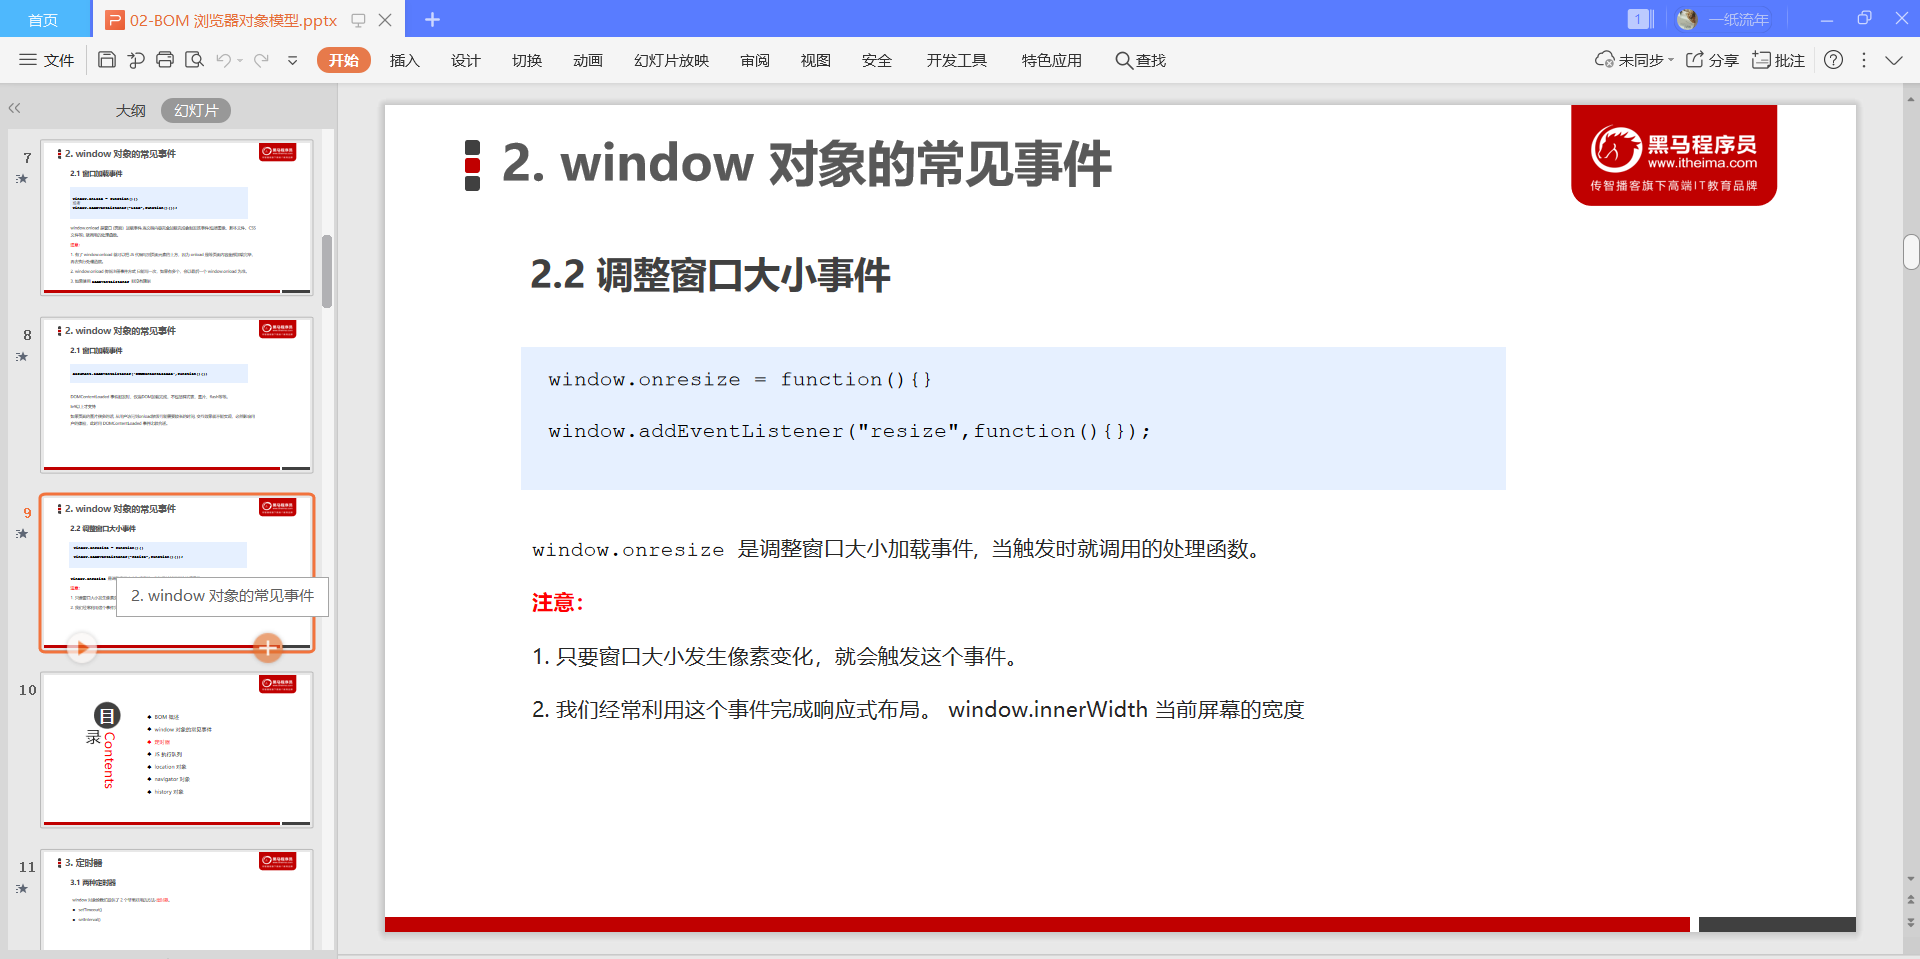 首页
02-BOM 浏览器对象模型.pptx
1
一纸流年
文件
开始
插入
设计
切换
动画
幻灯片放映
审阅
视图
安全
开发工具
特色应用
查找
未同步
分享
批注
大纲
幻灯片
7
2. window 对象的常见事件
2.1 窗口加载事件
注意：
8
2. window 对象的常见事件
2.1 窗口加载事件
9
2. window 对象的常见事件
2.2 调整窗口大小事件
2. window 对象的常见事件
10
目
录
Contents
BOM 概述
window 对象的常见事件
定时器
JS 执行队列
location 对象
navigator 对象
history 对象
11
3. 定时器
3.1 两种定时器
setTimeout()
setInterval()
2. window 对象的常见事件
黑马程序员
www.itheima.com
传智播客旗下高端IT教育品牌
2.2 调整窗口大小事件
window.onresize = function(){}
window.addEventListener("resize",function(){});
window.onresize 是调整窗口大小加载事件, 当触发时就调用的处理函数。
注意：
1. 只要窗口大小发生像素变化，就会触发这个事件。
2. 我们经常利用这个事件完成响应式布局。 window.innerWidth 当前屏幕的宽度